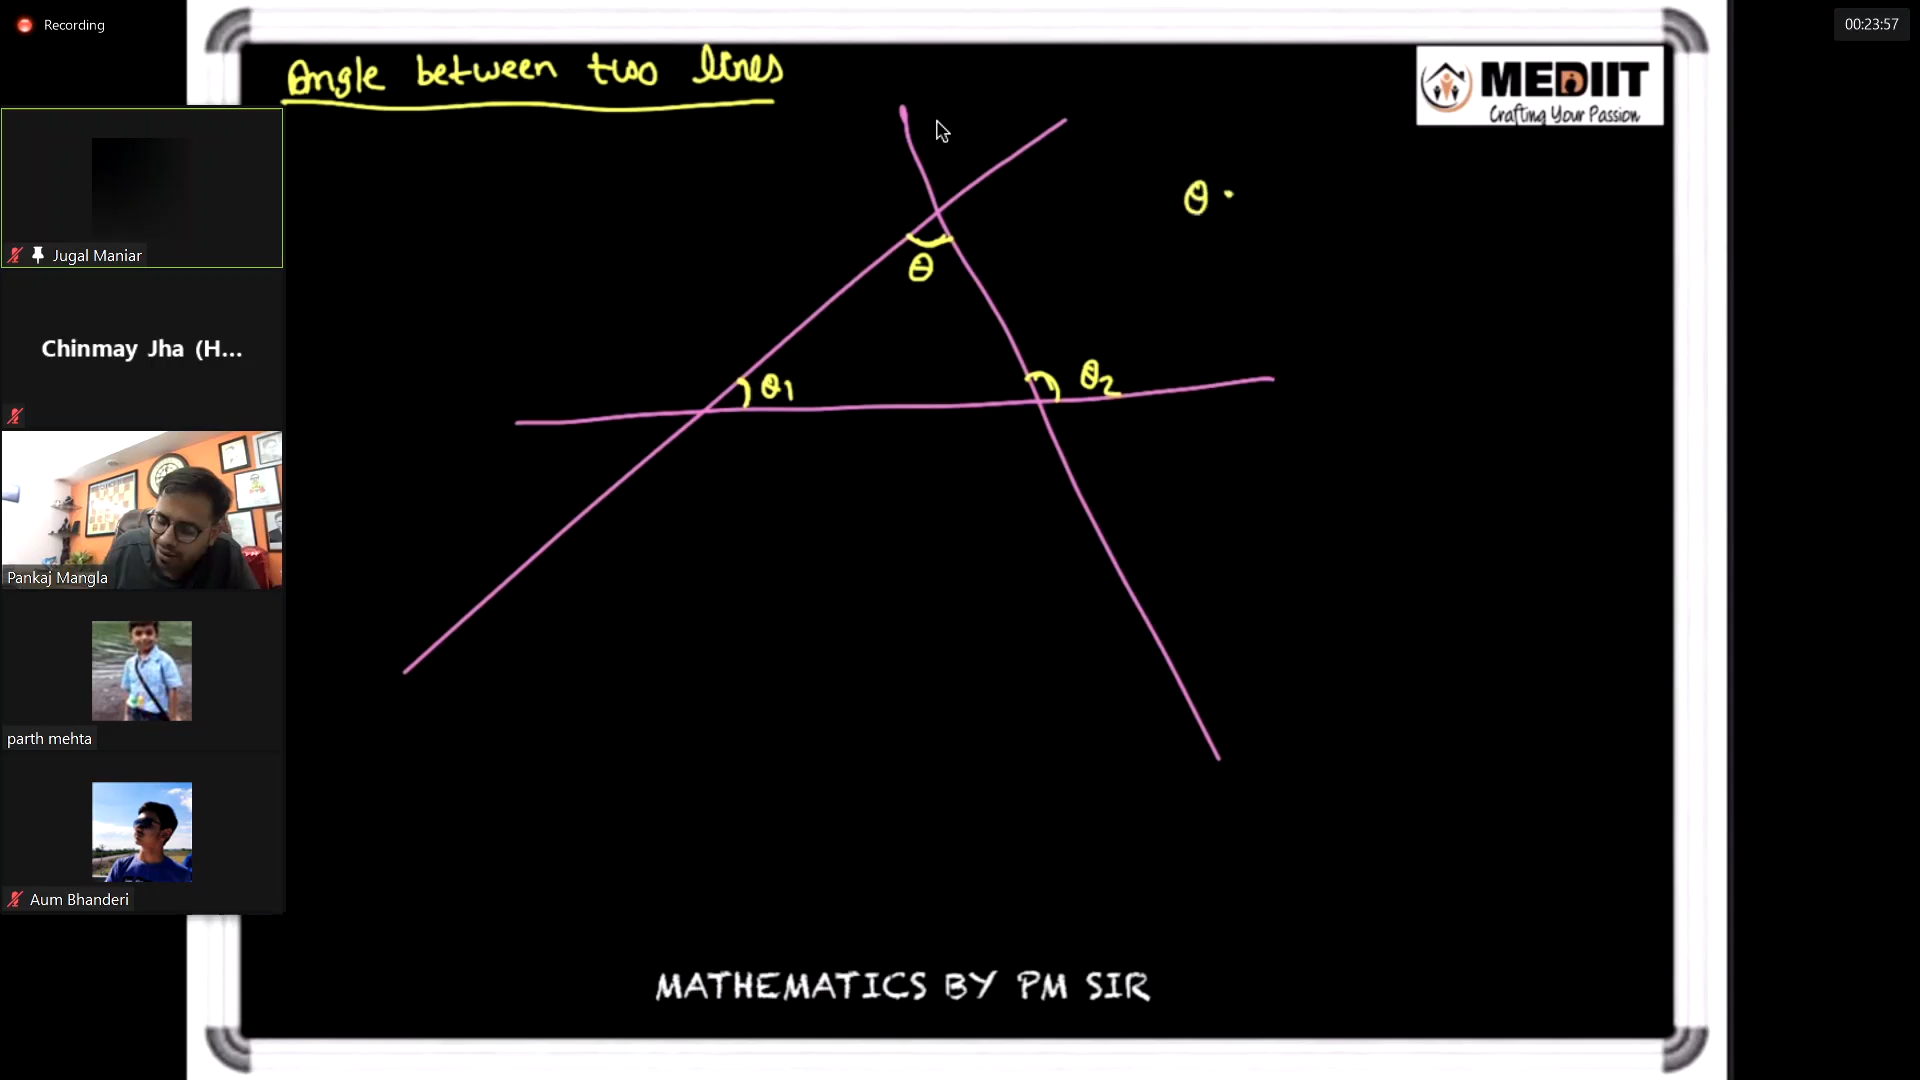 Recording
00:23:57
Angle between two lines
MEDIIT
Crafting Your Passion
θ
θ
θ1
θ2
Jugal Maniar
Chinmay Jha (H...
Pankaj Mangla
parth mehta
Aum Bhanderi
MATHEMATICS BY PM SIR